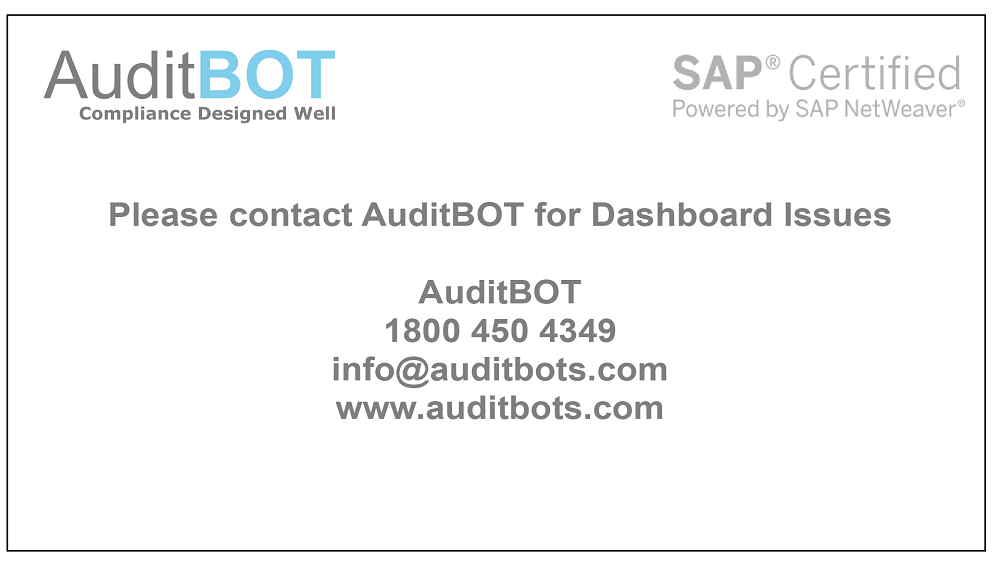 AuditBOT
Compliance Designed Well
SAP® Certified
Powered by SAP NetWeaver®
Please contact AuditBOT for Dashboard Issues
AuditBOT
1800 450 4349
info@auditbots.com
www.auditbots.com